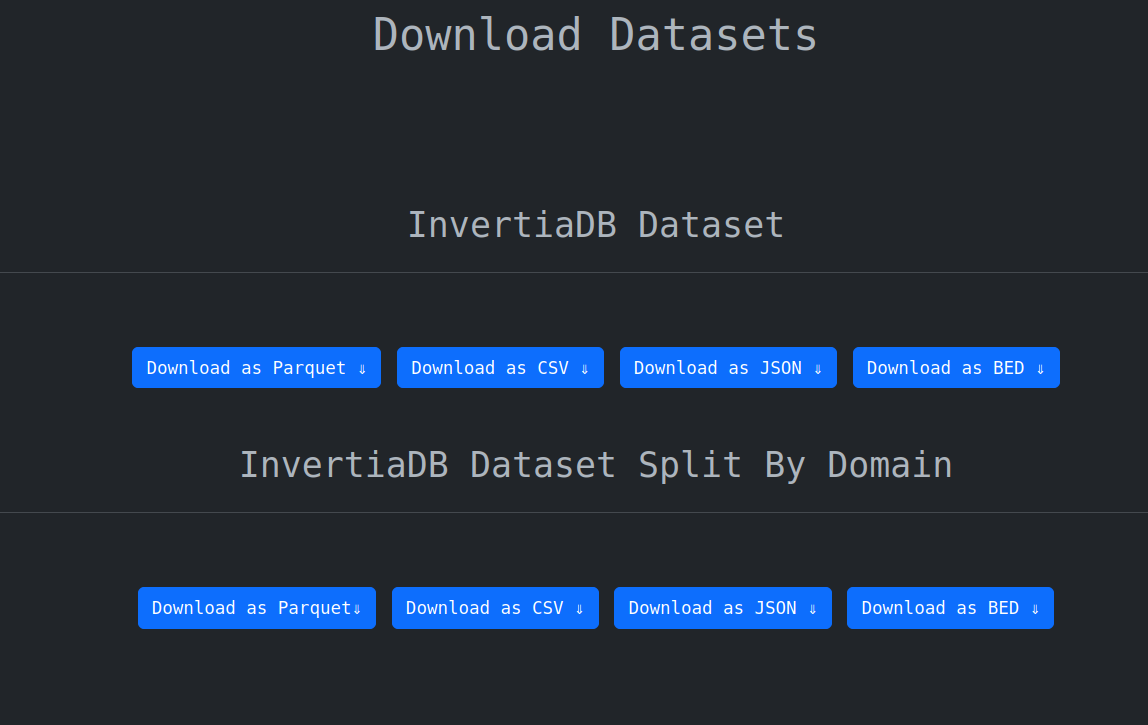 Download Datasets
InvertiaDB Dataset
Download as Parquet ⇓ Download as CSV ⇓ Download as JSON ⇓ Download as BED ⇓
InvertiaDB Dataset Split By Domain
Download as Parquet⇓ Download as CSV ⇓ Download as JSON ⇓ Download as BED ⇓